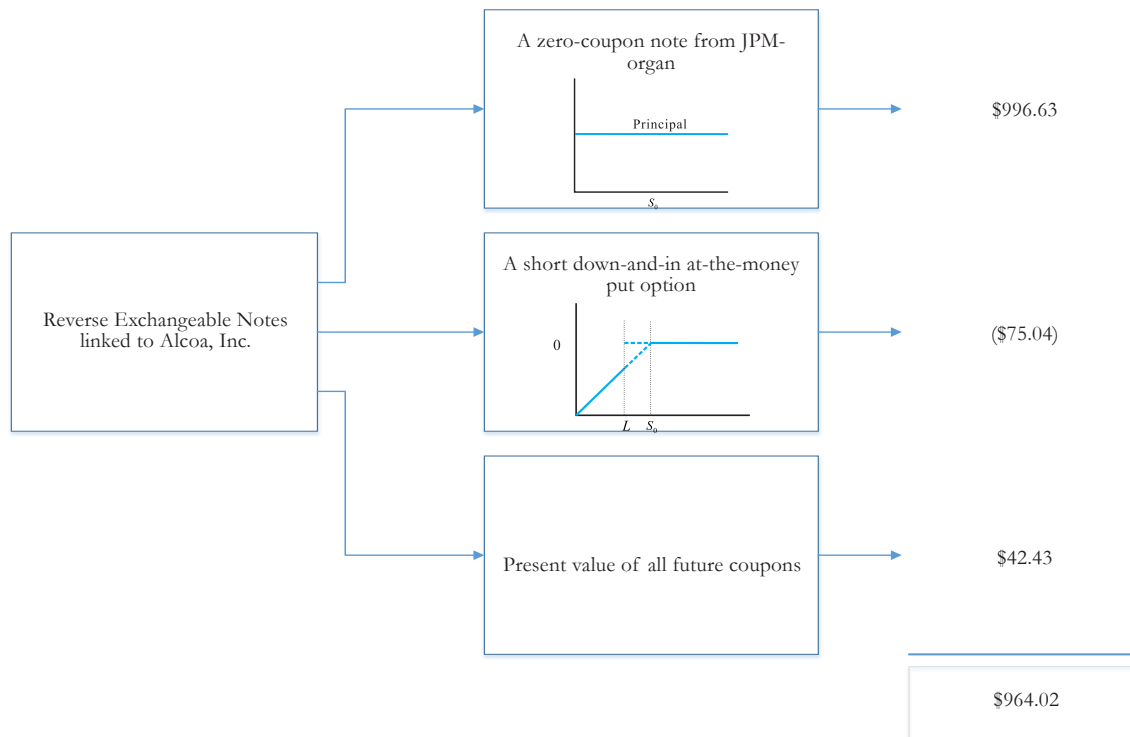 A zero-coupon note from JPM-
organ
Principal
S₀
$996.63
Reverse Exchangeable Notes
linked to Alcoa, Inc.
A short down-and-in at-the-money
put option
0
L S₀
($75.04)
Present value of all future coupons
$42.43
$964.02